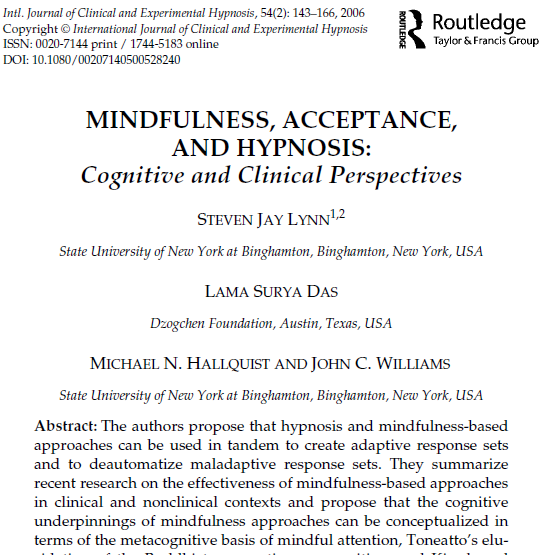 Intl. Journal of Clinical and Experimental Hypnosis, 54(2): 143–166, 2006
Copyright © International Journal of Clinical and Experimental Hypnosis
ISSN: 0020-7144 print / 1744-5183 online
DOI: 10.1080/00207140500528240
ROUTLEDGE
Routledge
Taylor & Francis Group
MINDFULNESS, ACCEPTANCE,
AND HYPNOSIS:
Cognitive and Clinical Perspectives
STEVEN JAY LYNN1,2
State University of New York at Binghamton, Binghamton, New York, USA
LAMA SURYA DAS
Dzogchen Foundation, Austin, Texas, USA
MICHAEL N. HALLQUIST AND JOHN C. WILLIAMS
State University of New York at Binghamton, Binghamton, New York, USA
Abstract: The authors propose that hypnosis and mindfulness-based
approaches can be used in tandem to create adaptive response sets
and to deautomatize maladaptive response sets. They summarize
recent research on the effectiveness of mindfulness-based approaches
in clinical and nonclinical contexts and propose that the cognitive
underpinnings of mindfulness approaches can be conceptualized in
terms of the metacognitive basis of mindful attention, Toneatto's elu-